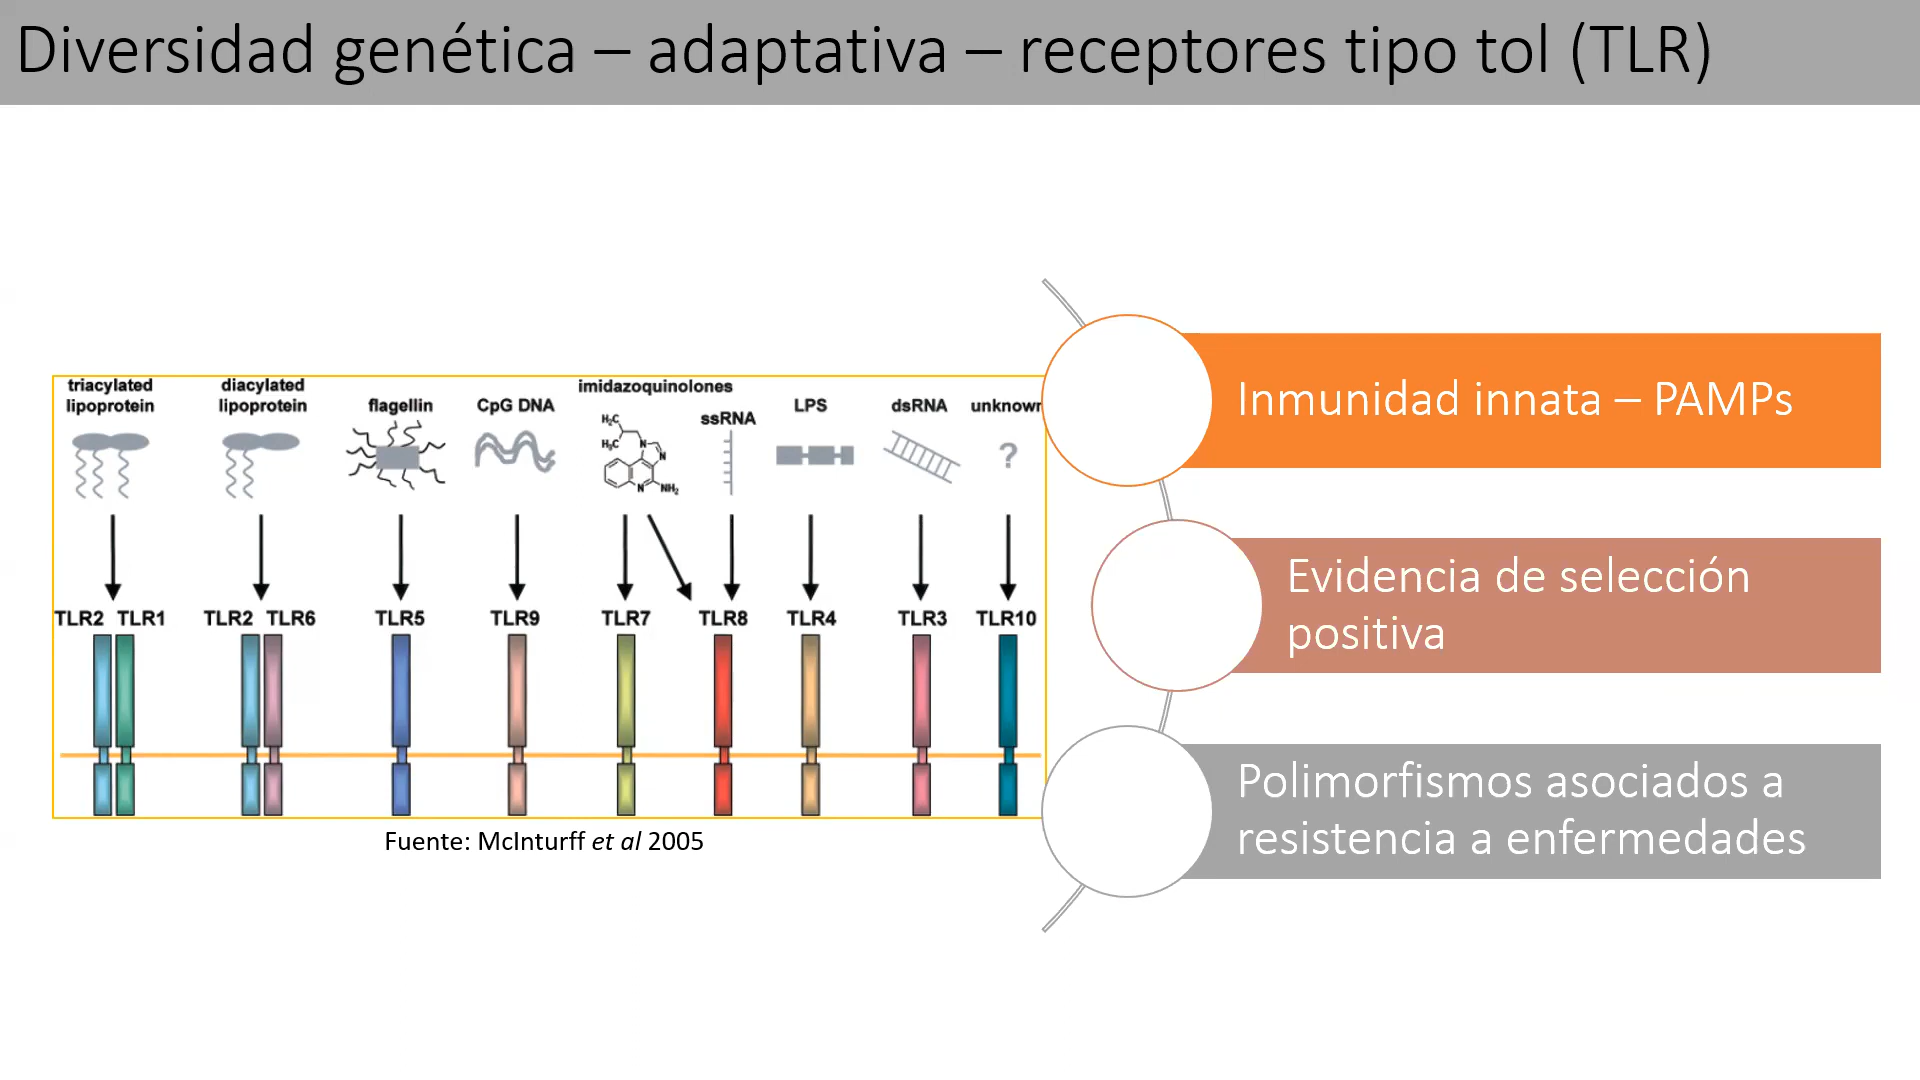 Diversidad genética – adaptativa – receptores tipo tol (TLR)
triacylated
lipoprotein
diacylated
lipoprotein
flagellin
CpG DNA
imidazoquinolones
ssRNA
LPS
dsRNA
unknown
H₃C
H₃C
N
N
N
NH₂
?
TLR2 TLR1
TLR2 TLR6
TLR5
TLR9
TLR7
TLR8
TLR4
TLR3
TLR10
Fuente: McInturff et al 2005
Inmunidad innata – PAMPs
Evidencia de selección
positiva
Polimorfismos asociados a
resistencia a enfermedades